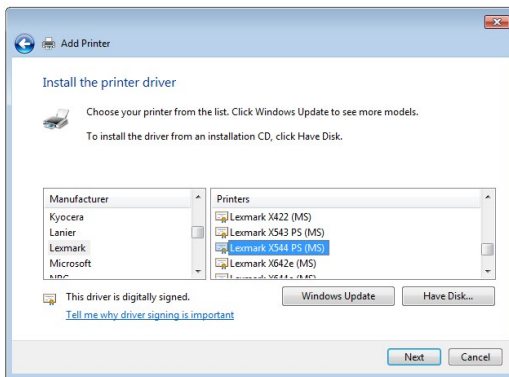 Add Printer
Install the printer driver
Choose your printer from the list. Click Windows Update to see more models.
To install the driver from an installation CD, click Have Disk.
Manufacturer
Printers
Kyocera
Lanier
Lexmark
Microsoft
Lexmark X422 (MS)
Lexmark X543 PS (MS)
Lexmark X544 PS (MS)
Lexmark X642e (MS)
This driver is digitally signed.
Tell me why driver signing is important
Windows Update
Have Disk...
Next
Cancel